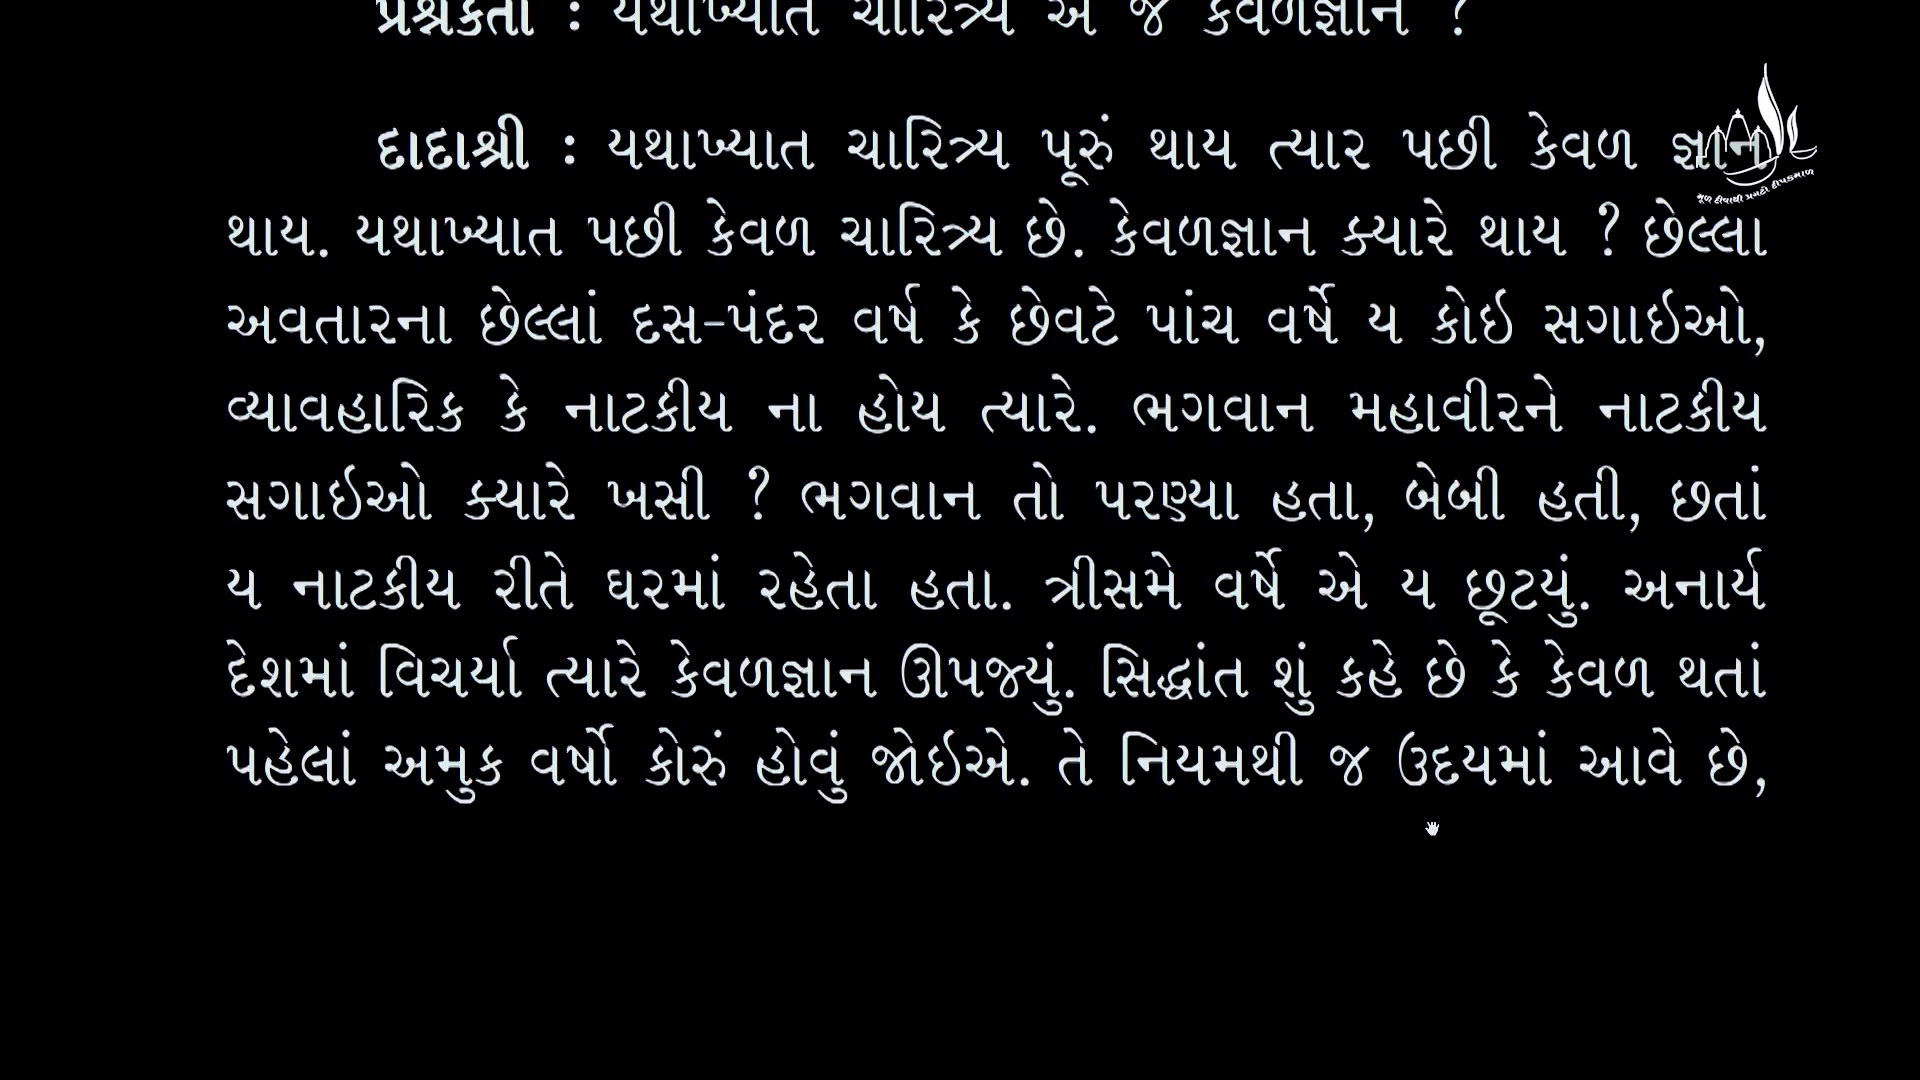 પ્રશ્નકર્તા : યથાખ્યાત ચારિત્ર્ય એ જ કેવળજ્ઞાન ?
દાદાશ્રી : યથાખ્યાત ચારિત્ર્ય પૂરું થાય ત્યાર પછી કેવળ જ્ઞાન
થાય. યથાખ્યાત પછી કેવળ ચારિત્ર્ય છે. કેવળજ્ઞાન ક્યારે થાય ? છેલ્લા
અવતારના છેલ્લાં દસ-પંદર વર્ષ કે છેવટે પાંચ વર્ષે ય કોઇ સગાઇઓ,
વ્યાવહારિક કે નાટકીય ના હોય ત્યારે. ભગવાન મહાવીરને નાટકીય
સગાઇઓ ક્યારે ખસી ? ભગવાન તો પરણ્યા હતા, બેબી હતી, છતાં
ય નાટકીય રીતે ઘરમાં રહેતા હતા. ત્રીસમે વર્ષે એ ય છૂટયું. અનાર્ય
દેશમાં વિચર્યા ત્યારે કેવળજ્ઞાન ઊપજ્યું. સિદ્ધાંત શું કહે છે કે કેવળ થતાં
પહેલાં અમુક વર્ષો કોરું હોવું જોઇએ. તે નિયમથી જ ઉદયમાં આવે છે,